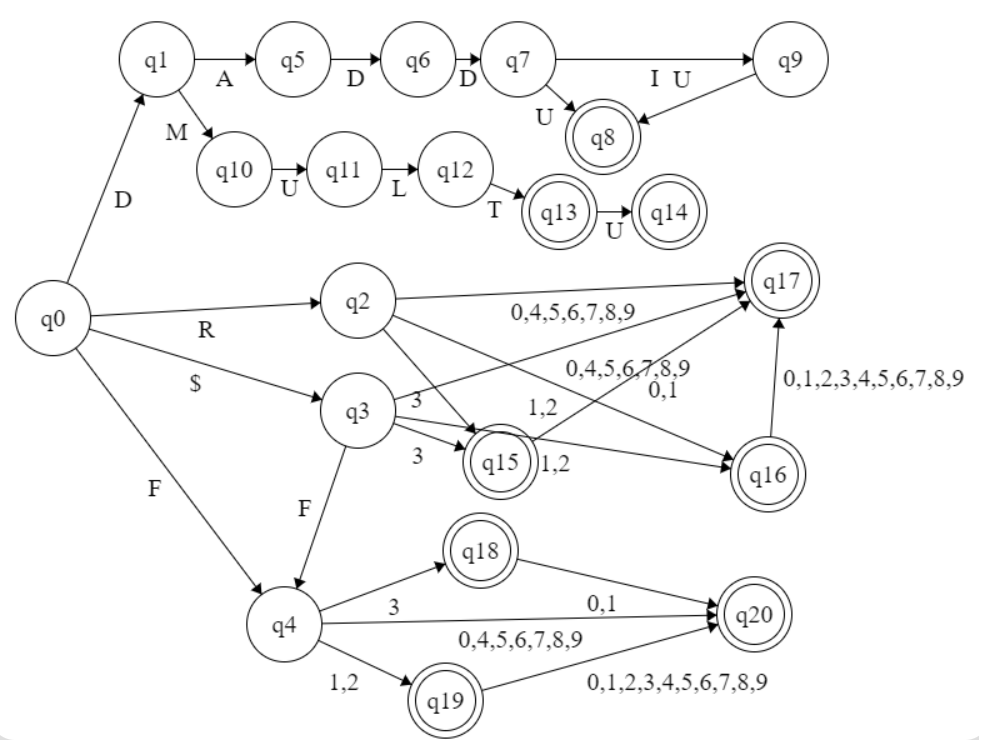 q1
A
q5
D
q6
D
q7
I U
q9
U
q8
M
q10
U
q11
L
q12
T
q13
U
q14
D
q0
R
q2
0,4,5,6,7,8,9
q17
$
q3
3
0,4,5,6,7,8,9
0,1
1,2
0,1,2,3,4,5,6,7,8,9
3
q15
1,2
q16
F
F
q18
q4
3
0,1
q20
0,4,5,6,7,8,9
1,2
q19
0,1,2,3,4,5,6,7,8,9